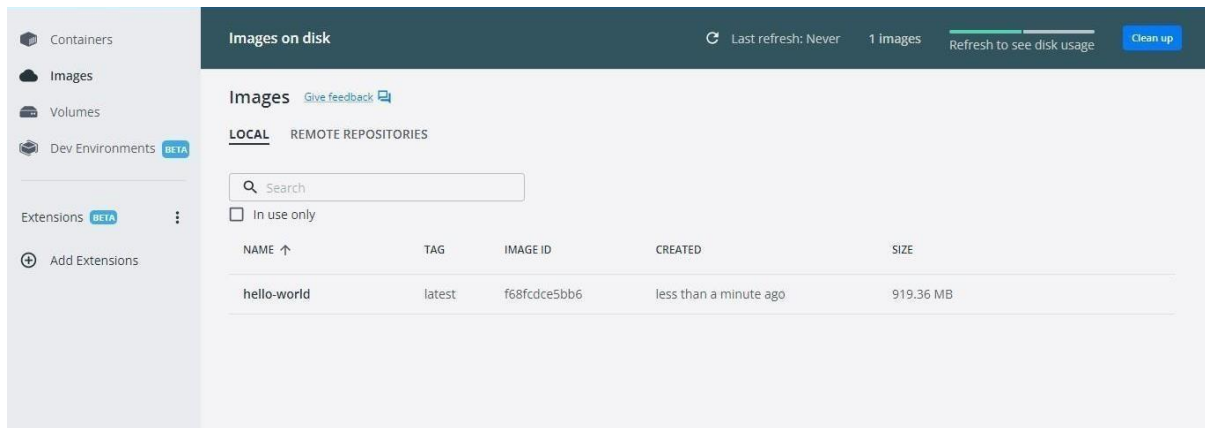 Containers
Images
Volumes
Dev Environments BETA
Extensions BETA
Add Extensions
Images on disk
Last refresh: Never
1 images
Refresh to see disk usage
Clean up
Images Give feedback
LOCAL REMOTE REPOSITORIES
Search
In use only
NAME TAG IMAGE ID CREATED SIZE
hello-world latest f68fcdce5bb6 less than a minute ago 919.36 MB